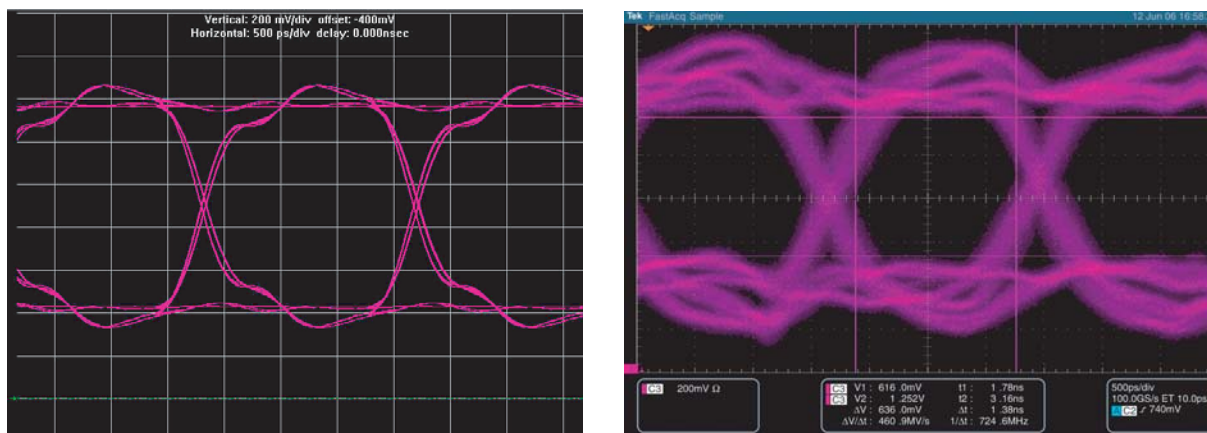 Vertical: 200 mV/div offset: -400mV
Horizontal: 500 ps/div delay: 0.000nsec
Tek FastAcq Sample
12 Jun 06 16:58:
C3 200mV Ω
C3 V1 : 616 .0mV t1 : 1 .78ns
C3 V2 : 1 .252V t2 : 3 .16ns
ΔV : 636 .0mV Δt : 1 .38ns
ΔV/Δt : 460 .9MV/s 1/Δt : 724 .6MHz
500ps/div
100.0GS/s ET 10.0ps
A C2 ƒ 740mV